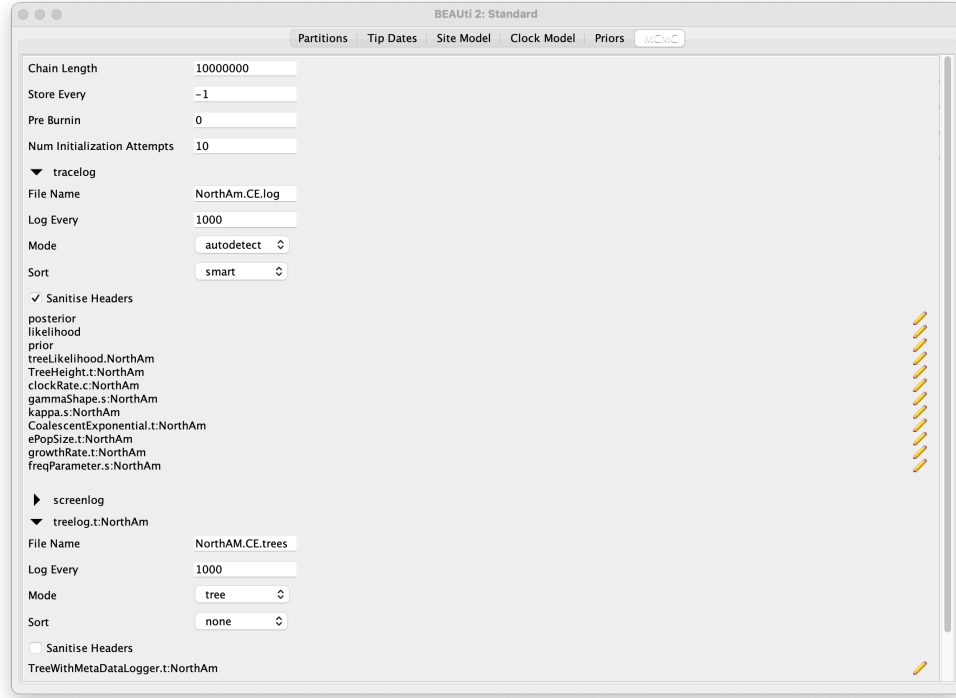 BEAUti 2: Standard
Partitions Tip Dates Site Model Clock Model Priors MCMC
Chain Length 10000000
Store Every -1
Pre Burnin 0
Num Initialization Attempts 10
tracelog
File Name NorthAm.CE.log
Log Every 1000
Mode autodetect
Sort smart
Sanitise Headers
posterior
likelihood
prior
treeLikelihood.NorthAm
TreeHeight.t:NorthAm
clockRate.c:NorthAm
gammaShape.s:NorthAm
kappa.s:NorthAm
CoalescentExponential.t:NorthAm
ePopSize.t:NorthAm
growthRate.t:NorthAm
freqParameter.s:NorthAm
screenlog
treelog.t:NorthAm
File Name NorthAM.CE.trees
Log Every 1000
Mode tree
Sort none
Sanitise Headers
TreeWithMetaDataLogger.t:NorthAm